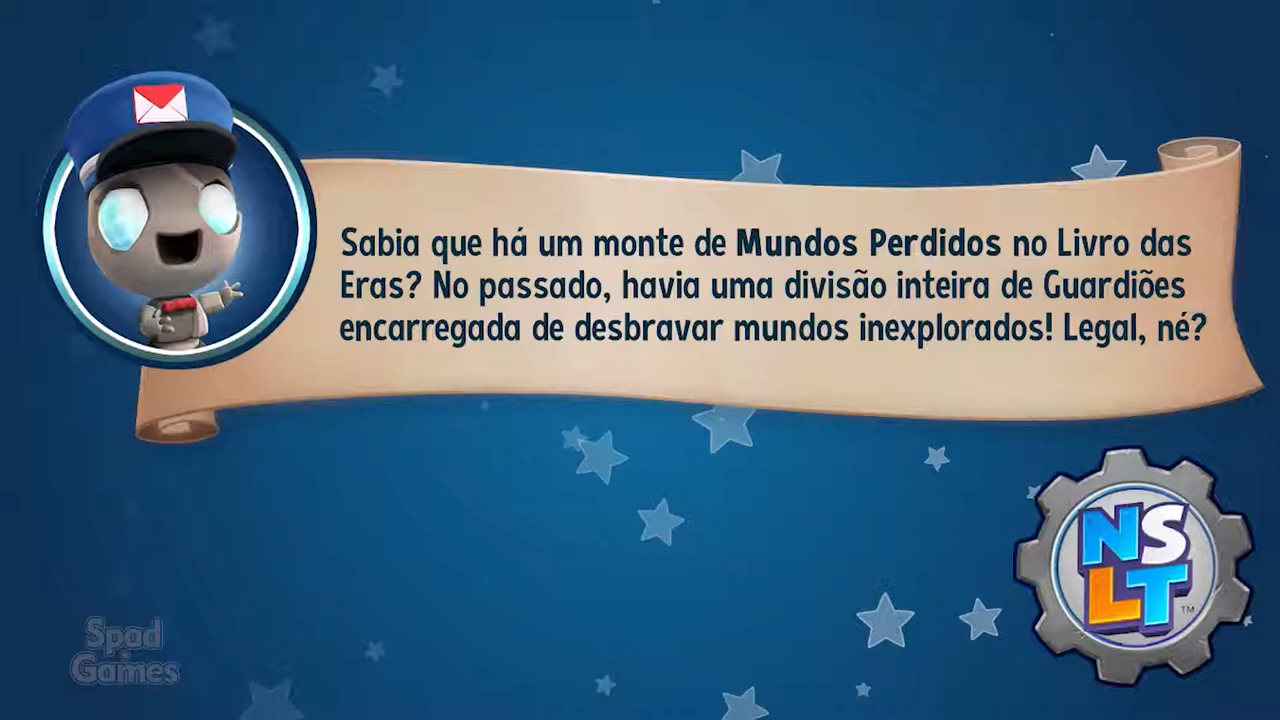 Sabia que há um monte de Mundos Perdidos no Livro das
Eras? No passado, havia uma divisão inteira de Guardiões
encarregada de desbravar mundos inexplorados! Legal, né?
NS
LT™
Spad
Games